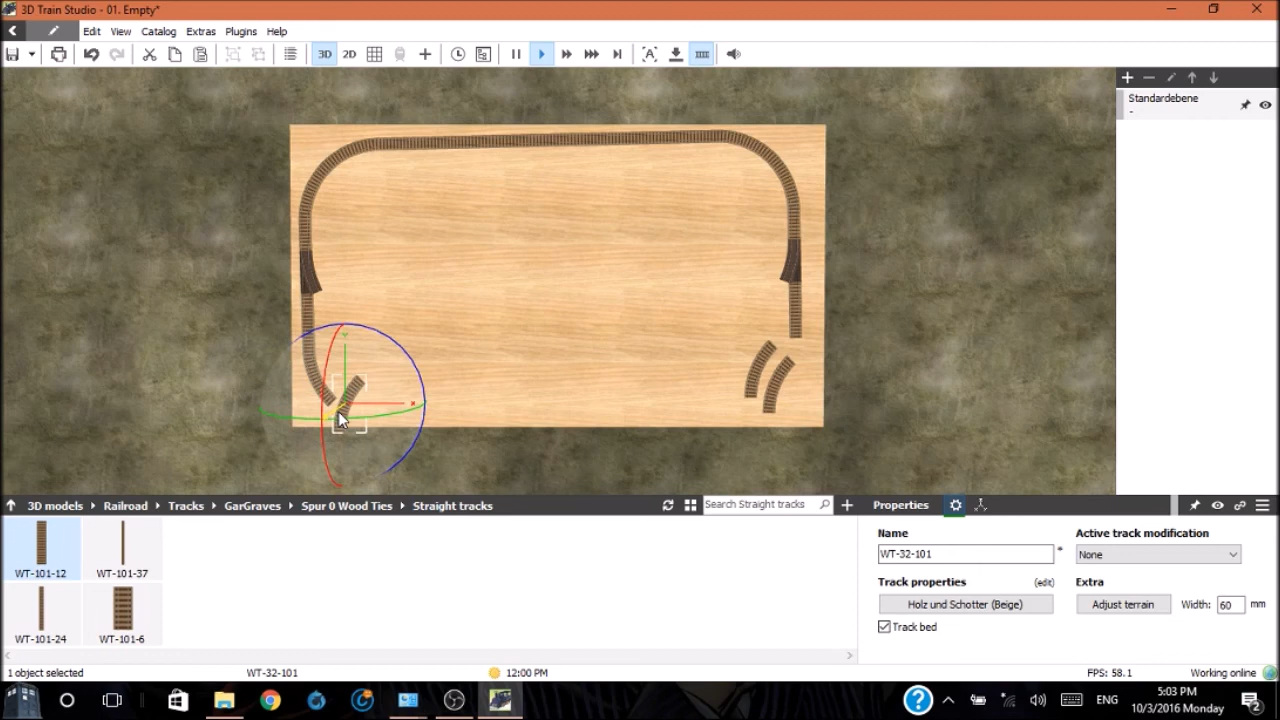 3D Train Studio - 01. Empty*
Edit View Catalog Extras Plugins Help
3D 2D
Standardebene
-
Y
x
3D models Railroad Tracks GarGraves Spur 0 Wood Ties Straight tracks
Search Straight tracks
Properties
WT-101-12 WT-101-37
WT-101-24 WT-101-6
Name
WT-32-101 *
Active track modification
None
Track properties (edit)
Holz und Schotter (Beige)
Extra
Adjust terrain Width: 60 mm
Track bed
1 object selected WT-32-101 12:00 PM FPS: 58.1 Working online
ENG
5:03 PM
10/3/2016 Monday
2